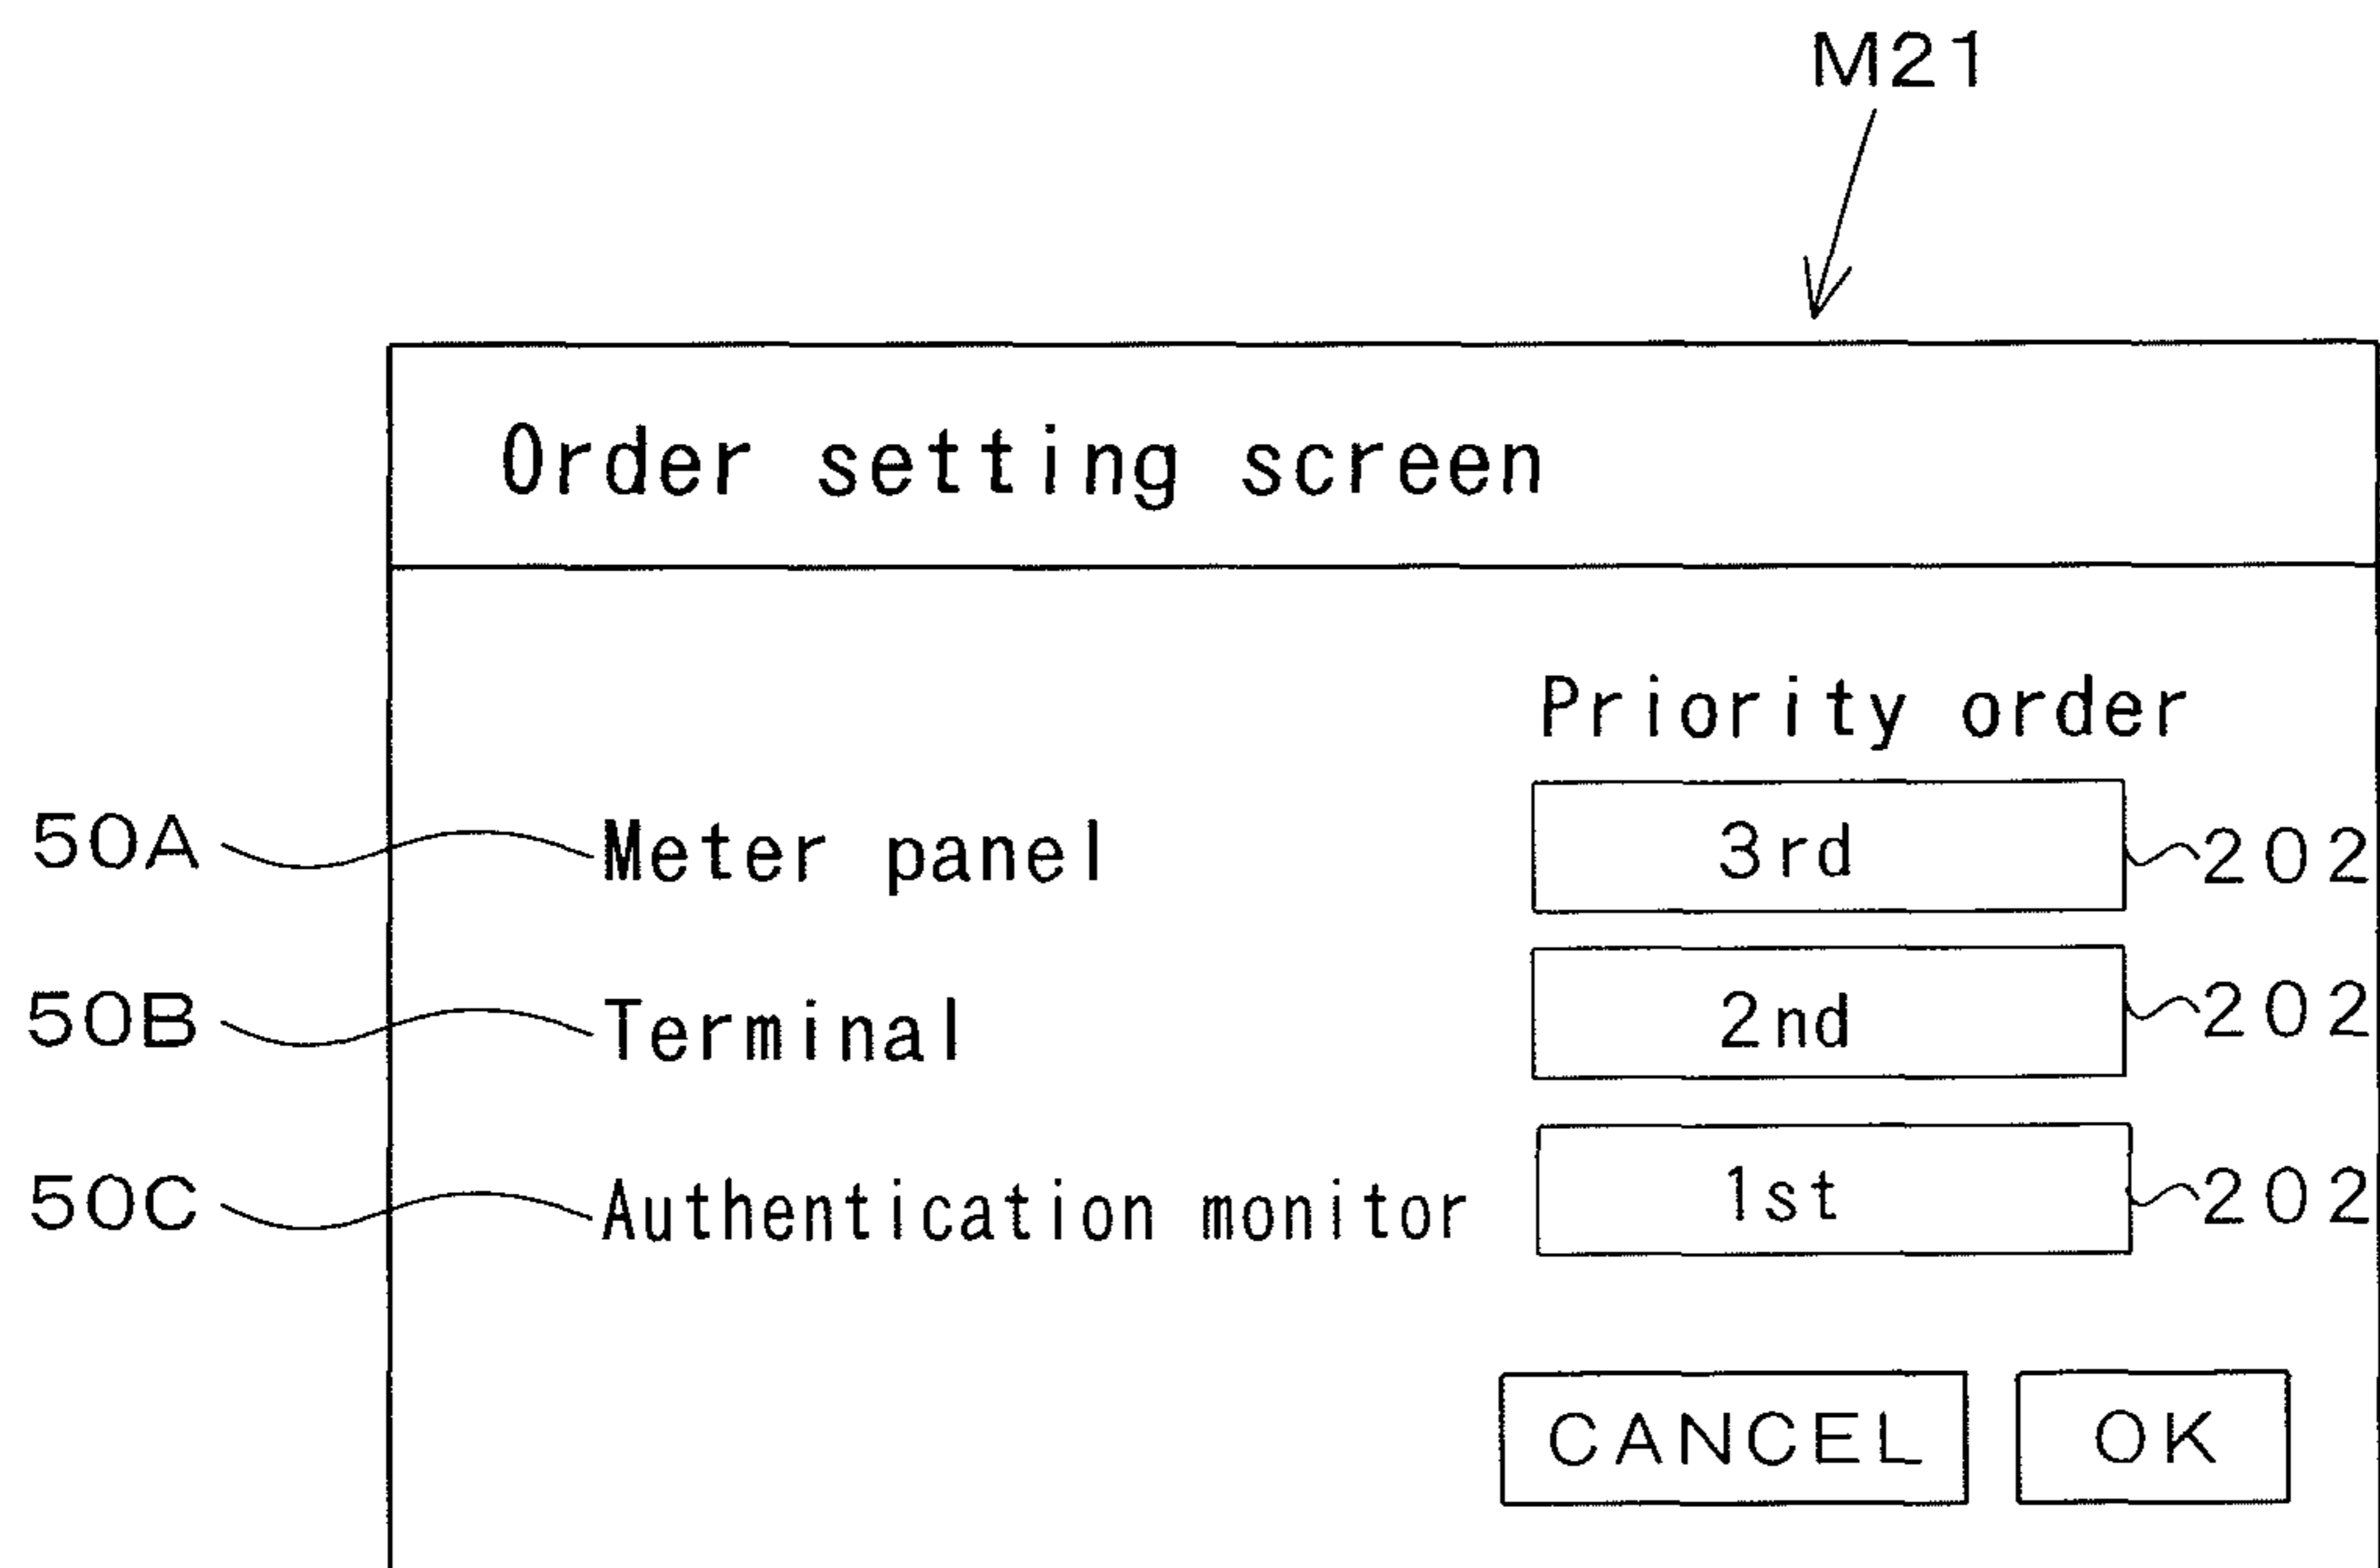 M21
Order setting screen
Priority order
50A Meter panel 3rd 202
50B Terminal 2nd 202
50C Authentication monitor 1st 202
CANCEL OK